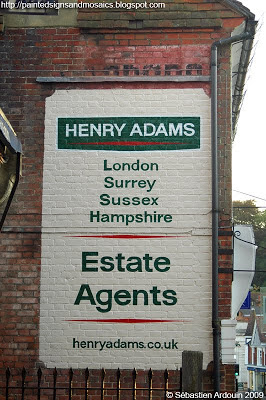 http://paintedsignsandmosaics.blogspot.com/
HENRY ADAMS
London
Surrey
Sussex
Hampshire
Estate
Agents
henryadams.co.uk
© Sébastien Ardouin 2009